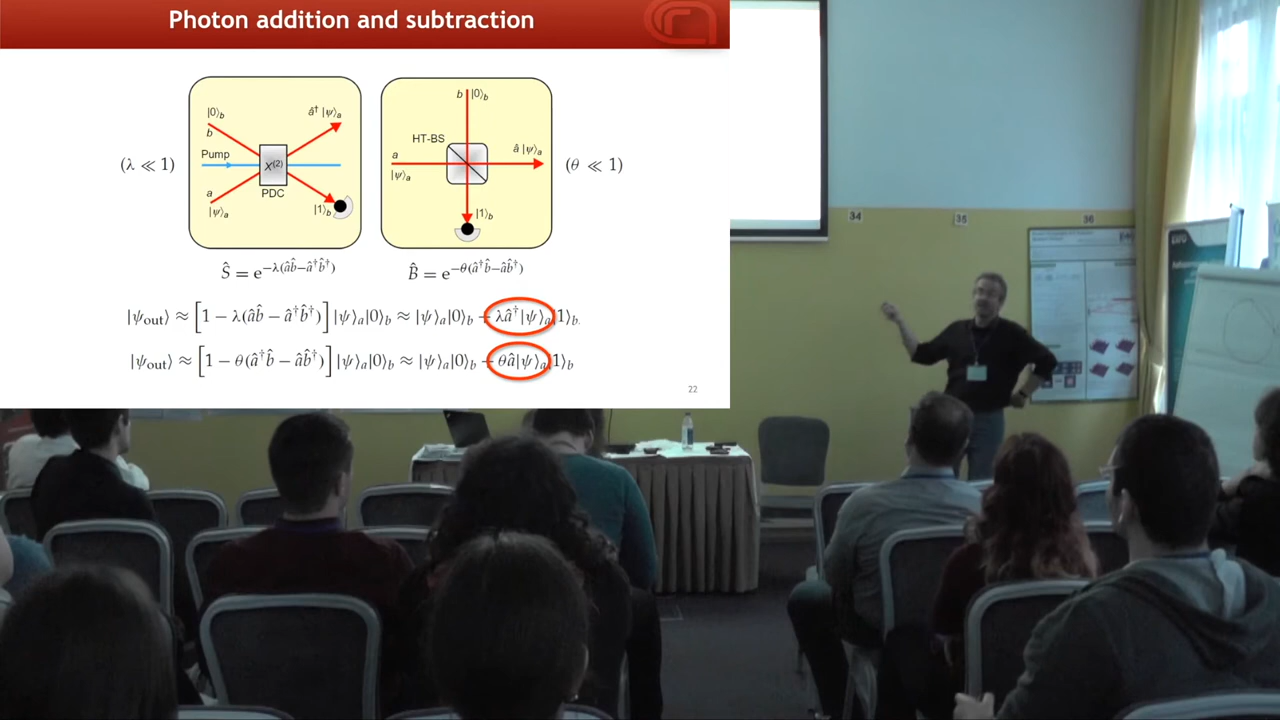 Photon addition and subtraction
|0⟩_b
b
Pump
a
|ψ⟩_a
χ^(2)
PDC
â†|ψ⟩_a
|1⟩_b
(λ ≪ 1)
b |0⟩_b
HT-BS
a
|ψ⟩_a
â|ψ⟩_a
|1⟩_b
(θ ≪ 1)
Ŝ = e^{−λ(âb̂−â†b̂†)}
B̂ = e^{−θ(â†b̂−âb̂†)}
|ψ_out⟩ ≈ [1 − λ(âb̂ − â†b̂†)] |ψ⟩_a|0⟩_b ≈ |ψ⟩_a|0⟩_b + λâ†|ψ⟩_a|1⟩_b
|ψ_out⟩ ≈ [1 − θ(â†b̂ − âb̂†)] |ψ⟩_a|0⟩_b ≈ |ψ⟩_a|0⟩_b + θâ|ψ⟩_a|1⟩_b
22
34
35
36